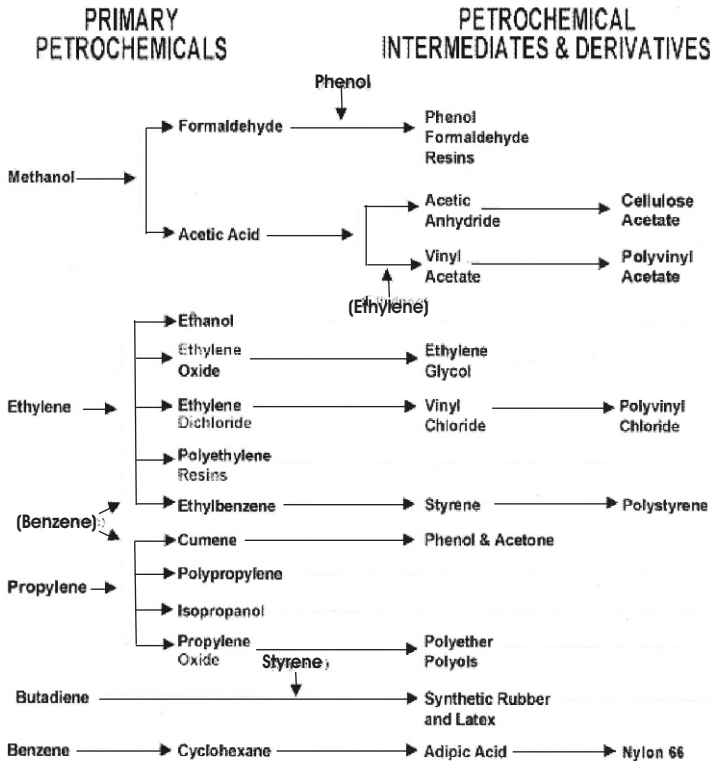 PRIMARY
PETROCHEMICALS
PETROCHEMICAL
INTERMEDIATES & DERIVATIVES
Phenol
Formaldehyde
Phenol
Formaldehyde
Resins
Methanol
Acetic Acid
Acetic
Anhydride
Cellulose
Acetate
Vinyl
Acetate
Polyvinyl
Acetate
(Ethylene)
Ethanol
Ethylene
Oxide
Ethylene
Glycol
Ethylene
Ethylene
Dichloride
Vinyl
Chloride
Polyvinyl
Chloride
Polyethylene
Resins
Ethylbenzene
Styrene
Polystyrene
(Benzene)
Cumene
Phenol & Acetone
Propylene
Polypropylene
Isopropanol
Propylene
Oxide
Polyether
Polyols
Styrene
Butadiene
Synthetic Rubber
and Latex
Benzene
Cyclohexane
Adipic Acid
Nylon 66